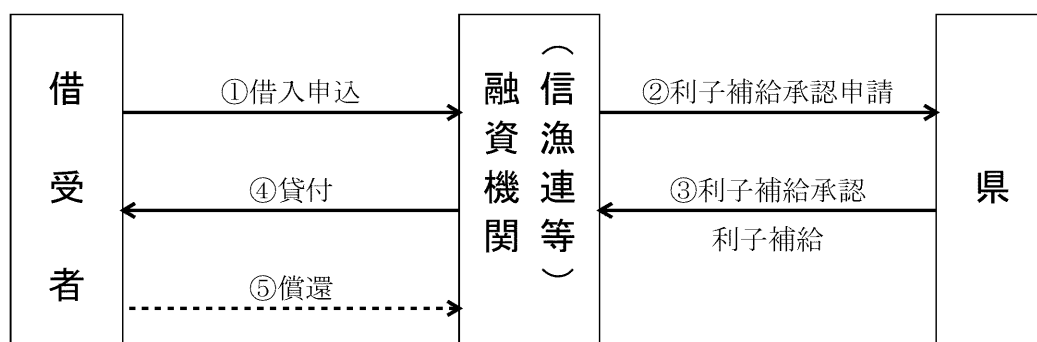 借受者
①借入申込
④貸付
⑤償還
(信漁連等)
融資機関
②利子補給承認申請
③利子補給承認
利子補給
県